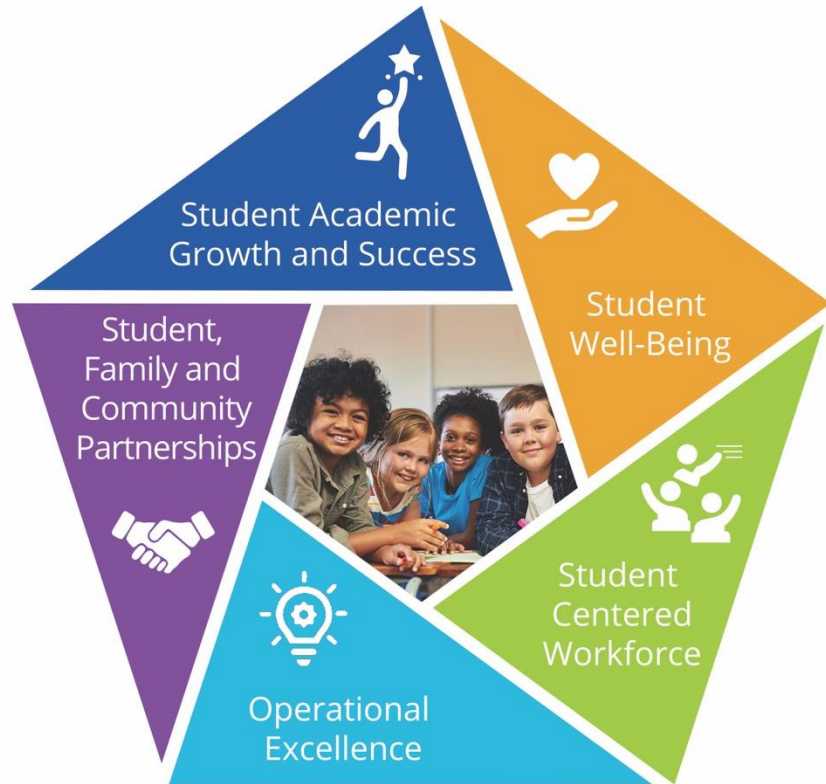 Student Academic
Growth and Success
Student
Well-Being
Student,
Family and
Community
Partnerships
Student
Centered
Workforce
Operational
Excellence